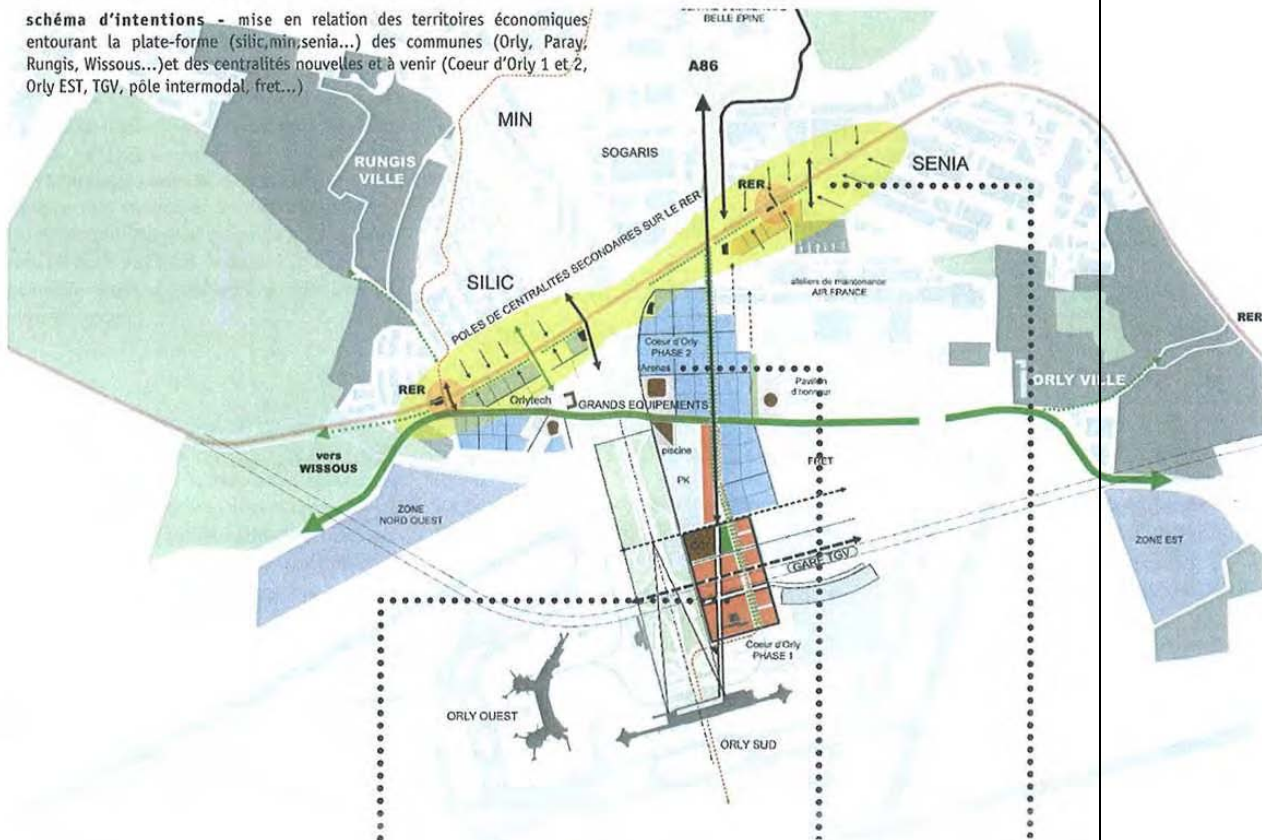 schéma d'intentions - mise en relation des territoires économiques
entourant la plate-forme (silic,min,senia...) des communes (Orly, Paray,
Rungis, Wissous...)et des centralités nouvelles et à venir (Coeur d'Orly 1 et 2,
Orly EST, TGV, pôle intermodal, fret...)
BELLE ÉPINE
A86
MIN
SOGARIS
RUNGIS
VILLE
RER
SENIA
POLES DE CENTRALITES SECONDAIRES SUR LE RER
SILIC
ateliers de maintenance
AIR FRANCE
RER
Coeur d'Orly
PHASE 2
Arenas
RER
Orlytech
GRANDS EQUIPEMENTS
Pavillon
d'honneur
ORLY VILLE
vers
WISSOUS
piscine
FRET
PK
ZONE
NORD OUEST
ZONE EST
GARE TGV
Coeur d'Orly
PHASE 1
ORLY OUEST
ORLY SUD